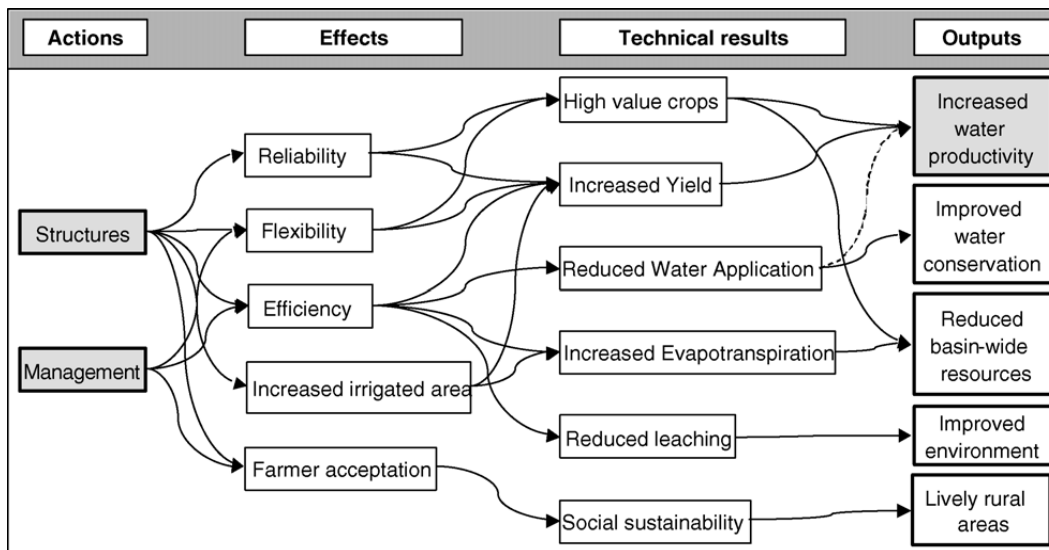 Actions
Effects
Technical results
Outputs
Structures
Management
Reliability
Flexibility
Efficiency
Increased irrigated area
Farmer acceptation
High value crops
Increased Yield
Reduced Water Application
Increased Evapotranspiration
Reduced leaching
Social sustainability
Increased
water
productivity
Improved
water
conservation
Reduced
basin-wide
resources
Improved
environment
Lively rural
areas